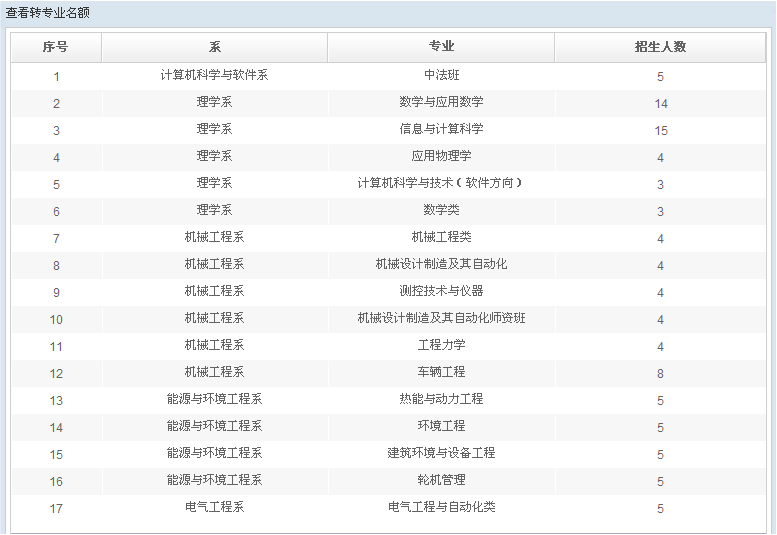 查看转专业名额
序号 系 专业 招生人数
1 计算机科学与软件系 中法班 5
2 理学系 数学与应用数学 14
3 理学系 信息与计算科学 15
4 理学系 应用物理学 4
5 理学系 计算机科学与技术（软件方向） 3
6 理学系 数学类 3
7 机械工程系 机械工程类 4
8 机械工程系 机械设计制造及其自动化 4
9 机械工程系 测控技术与仪器 4
10 机械工程系 机械设计制造及其自动化师资班 4
11 机械工程系 工程力学 4
12 机械工程系 车辆工程 8
13 能源与环境工程系 热能与动力工程 5
14 能源与环境工程系 环境工程 5
15 能源与环境工程系 建筑环境与设备工程 5
16 能源与环境工程系 轮机管理 5
17 电气工程系 电气工程与自动化类 5